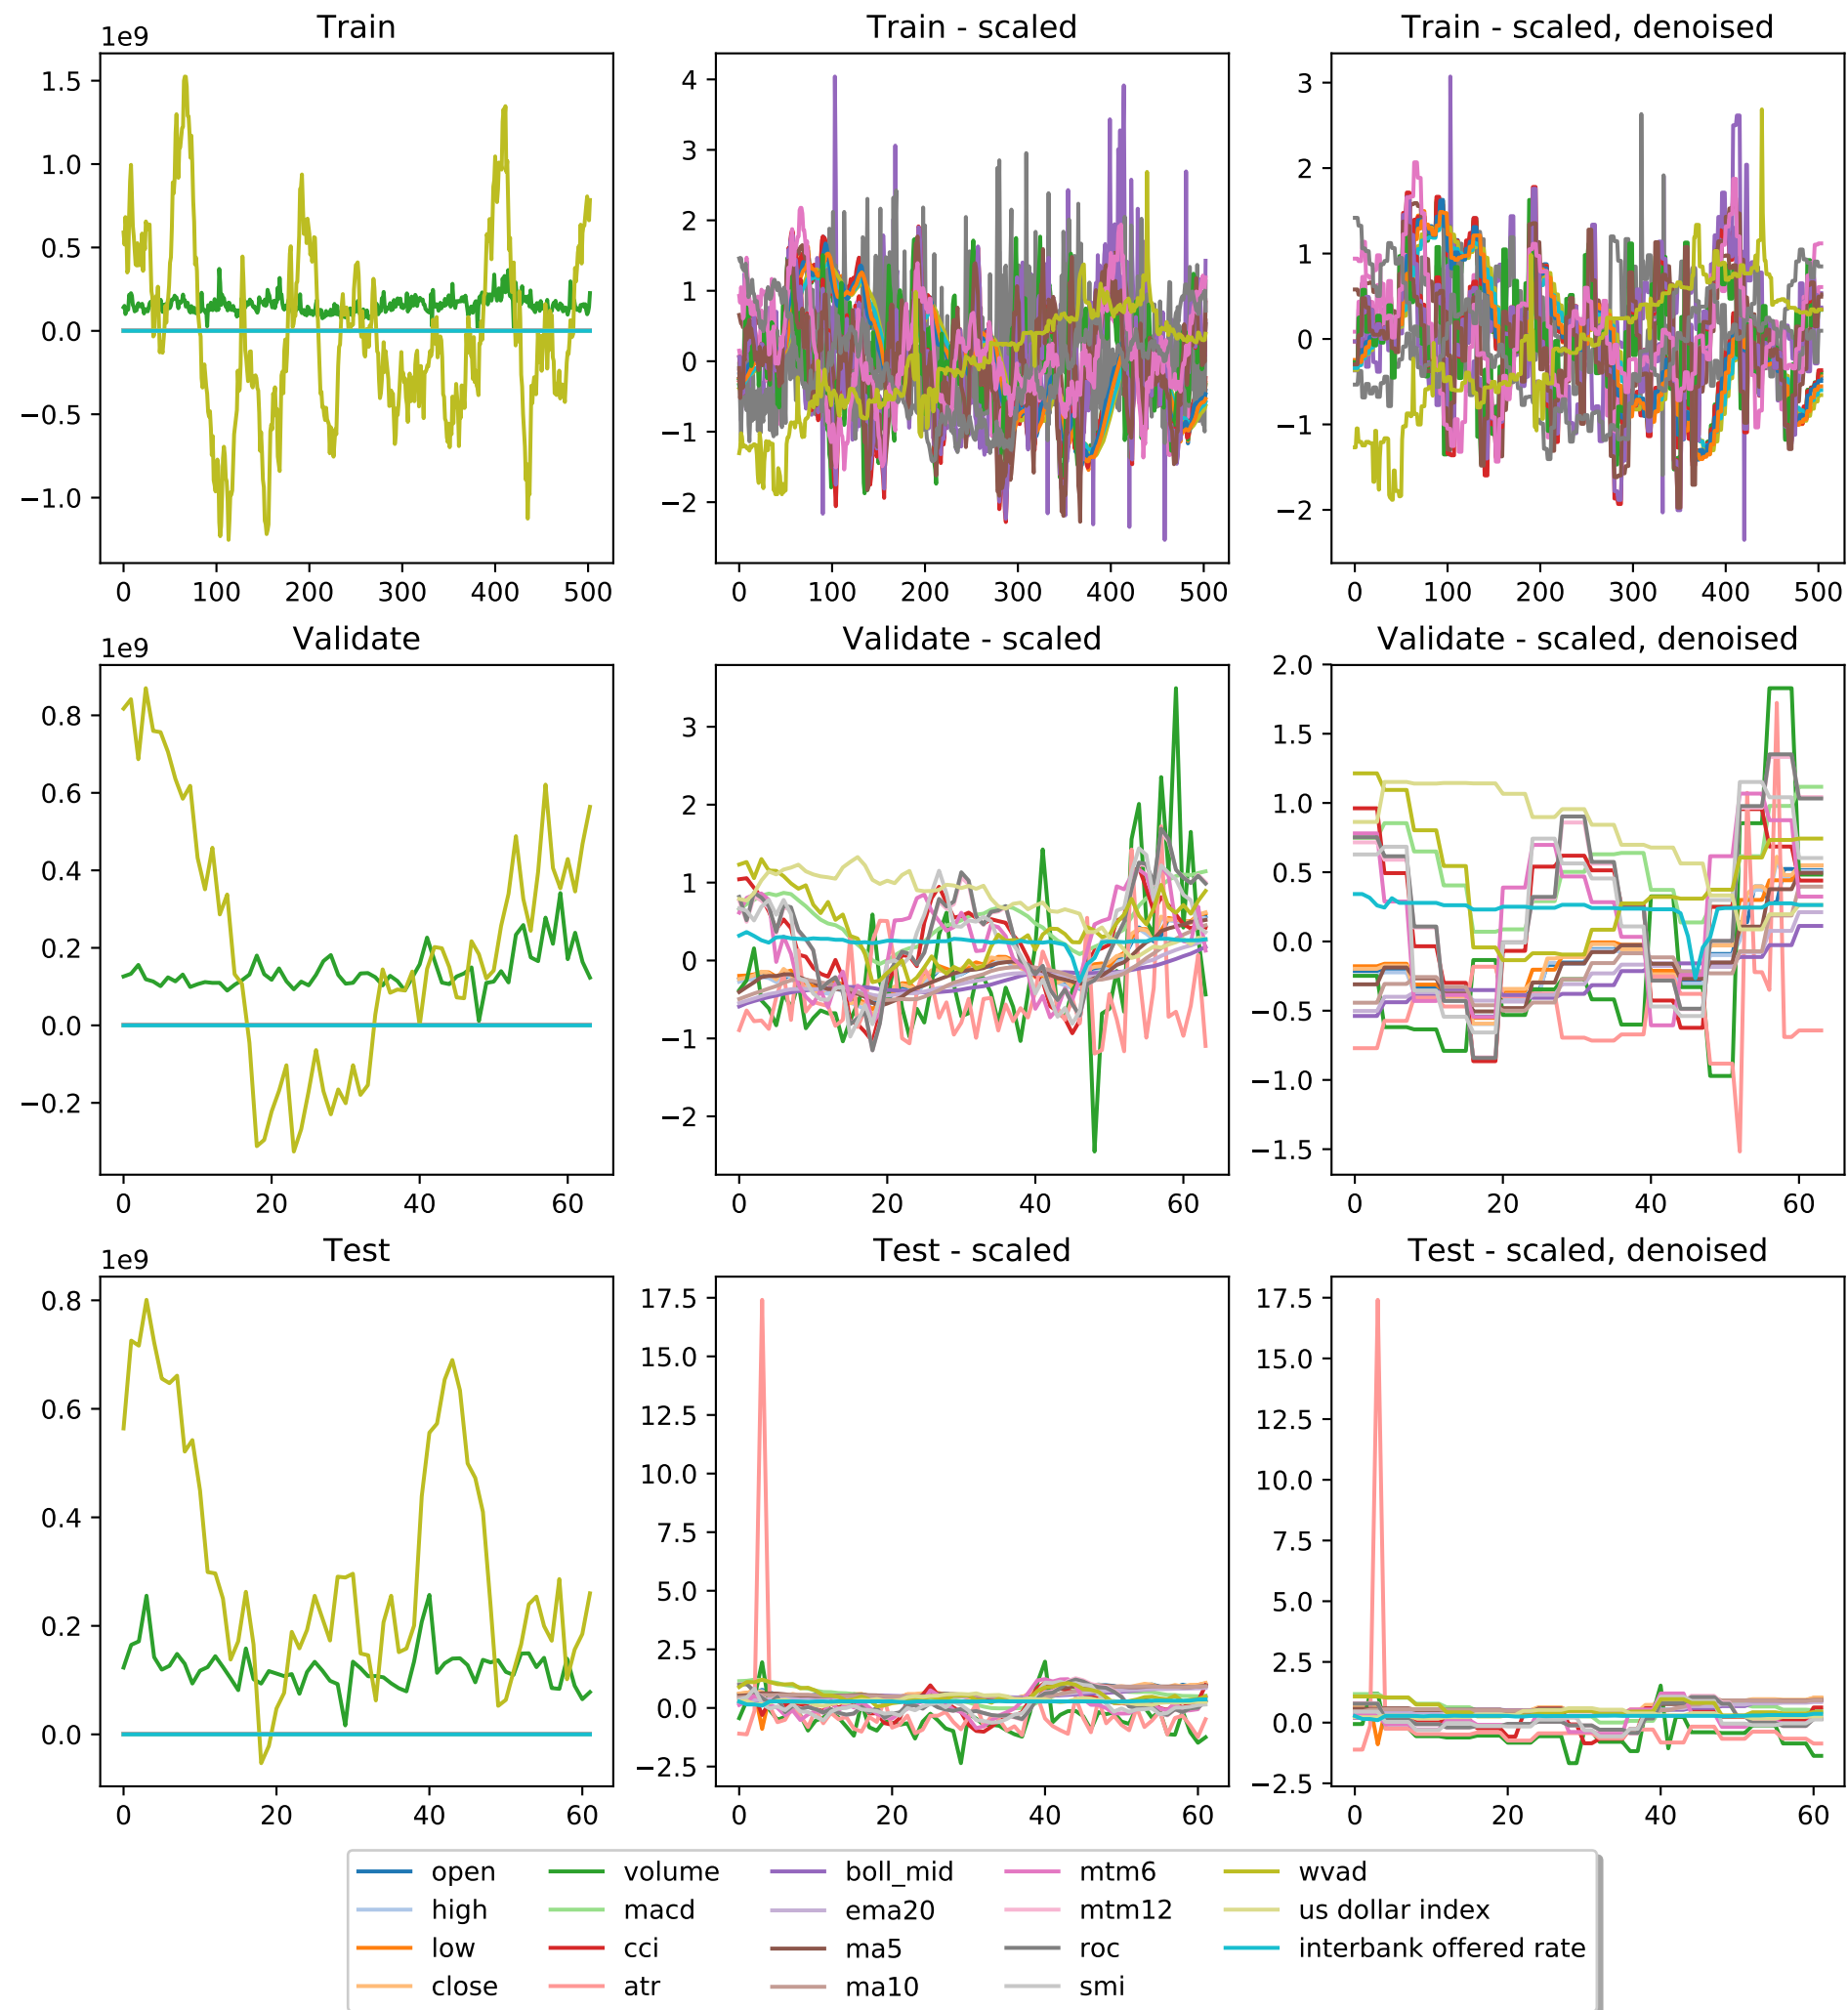 Train
Train - scaled
Train - scaled, denoised
1e9
1.5
1.0
0.5
0.0
−0.5
−1.0
0 100 200 300 400 500
4
3
2
1
0
−1
−2
0 100 200 300 400 500
3
2
1
0
−1
−2
0 100 200 300 400 500
Validate
Validate - scaled
Validate - scaled, denoised
1e9
0.8
0.6
0.4
0.2
0.0
−0.2
0 20 40 60
3
2
1
0
−1
−2
0 20 40 60
2.0
1.5
1.0
0.5
0.0
−0.5
−1.0
−1.5
0 20 40 60
Test
Test - scaled
Test - scaled, denoised
1e9
0.8
0.6
0.4
0.2
0.0
0 20 40 60
17.5
15.0
12.5
10.0
7.5
5.0
2.5
0.0
−2.5
0 20 40 60
17.5
15.0
12.5
10.0
7.5
5.0
2.5
0.0
−2.5
0 20 40 60
open
high
low
close
volume
macd
cci
atr
boll_mid
ema20
ma5
ma10
mtm6
mtm12
roc
smi
wvad
us dollar index
interbank offered rate